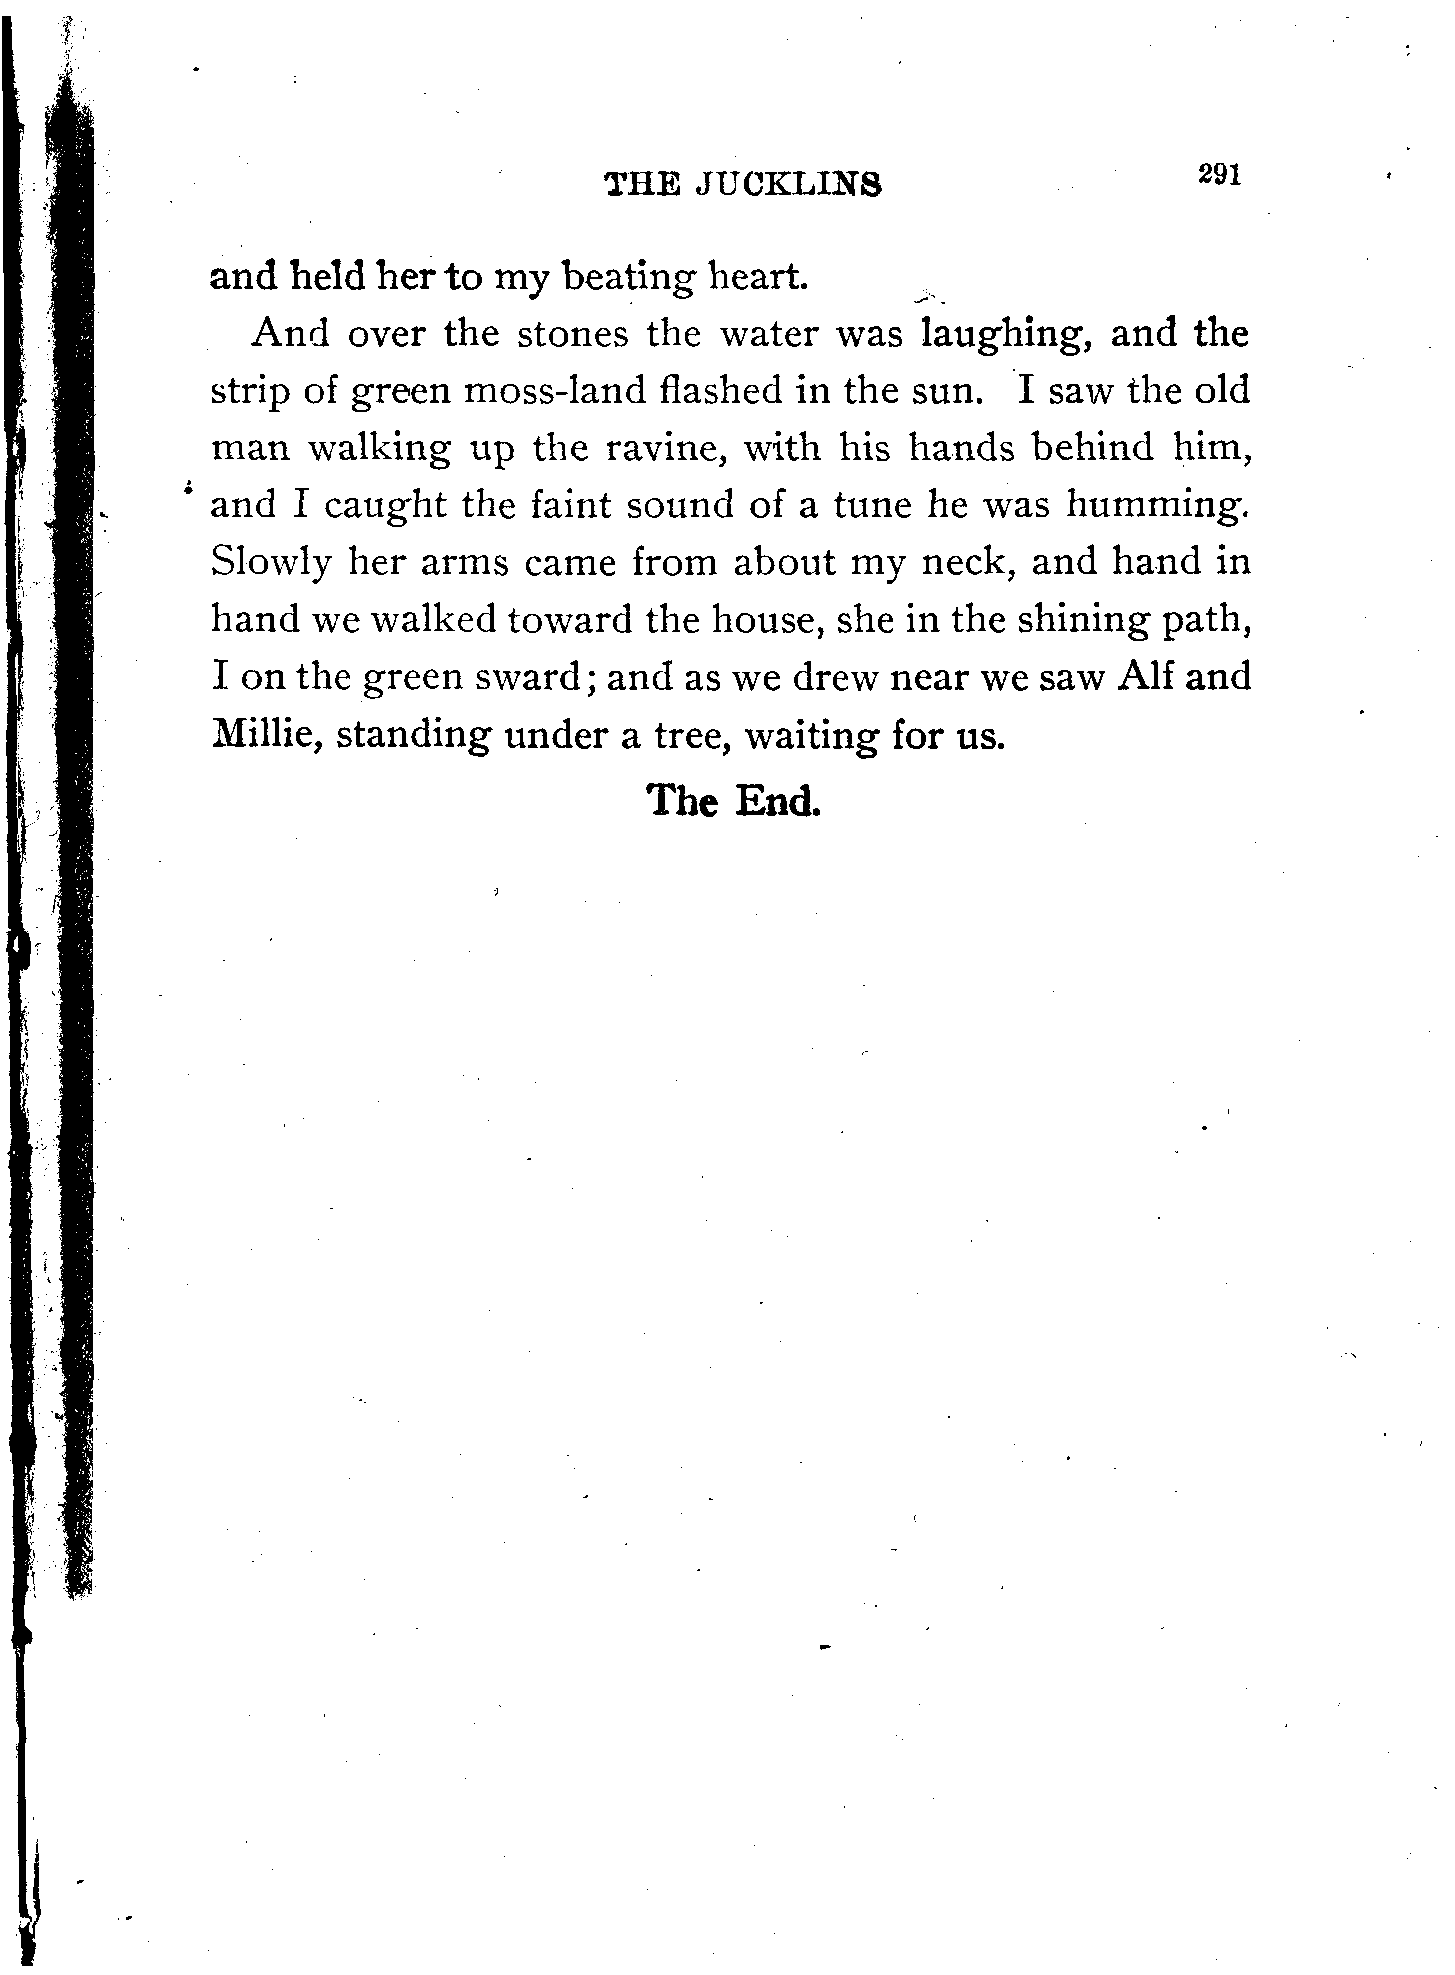 THE JUCKLINS 291
and held her to my beating heart.
And over the stones the water was laughing, and the
strip of green moss-land flashed in the sun. I saw the old
man walking up the ravine, with his hands behind him,
and I caught the faint sound of a tune he was humming.
Slowly her arms came from about my neck, and hand in
hand we walked toward the house, she in the shining path,
I on the green sward; and as we drew near we saw Alf and
Millie, standing under a tree, waiting for us.
The End.